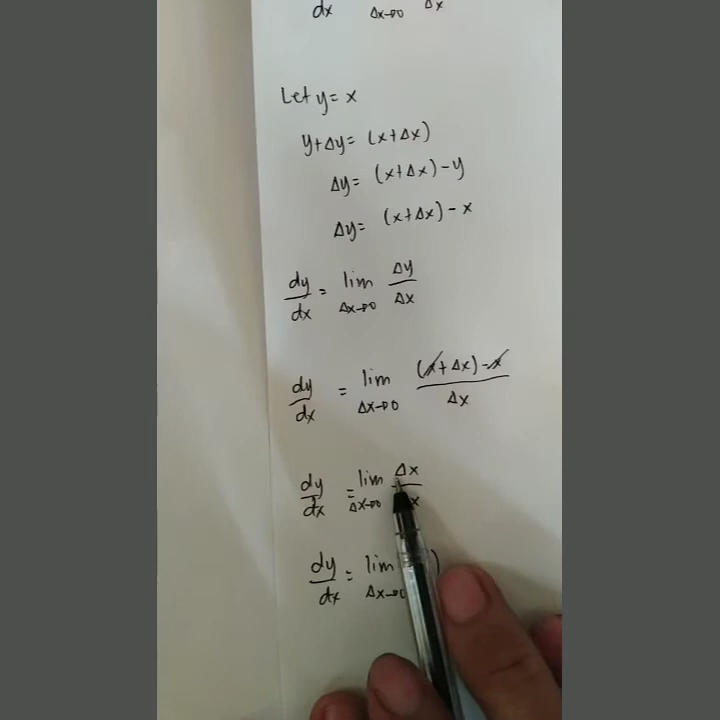 dx Δx→0 Δx
Let y = x
y+Δy = (x+Δx)
Δy = (x+Δx) - y
Δy = (x+Δx) - x
dy/dx = lim Δx→0 Δy/Δx
dy/dx = lim Δx→0 (x+Δx) - x/Δx
dy/dx = lim Δx→0 Δx/x
dy/dx = lim Δx→0 )